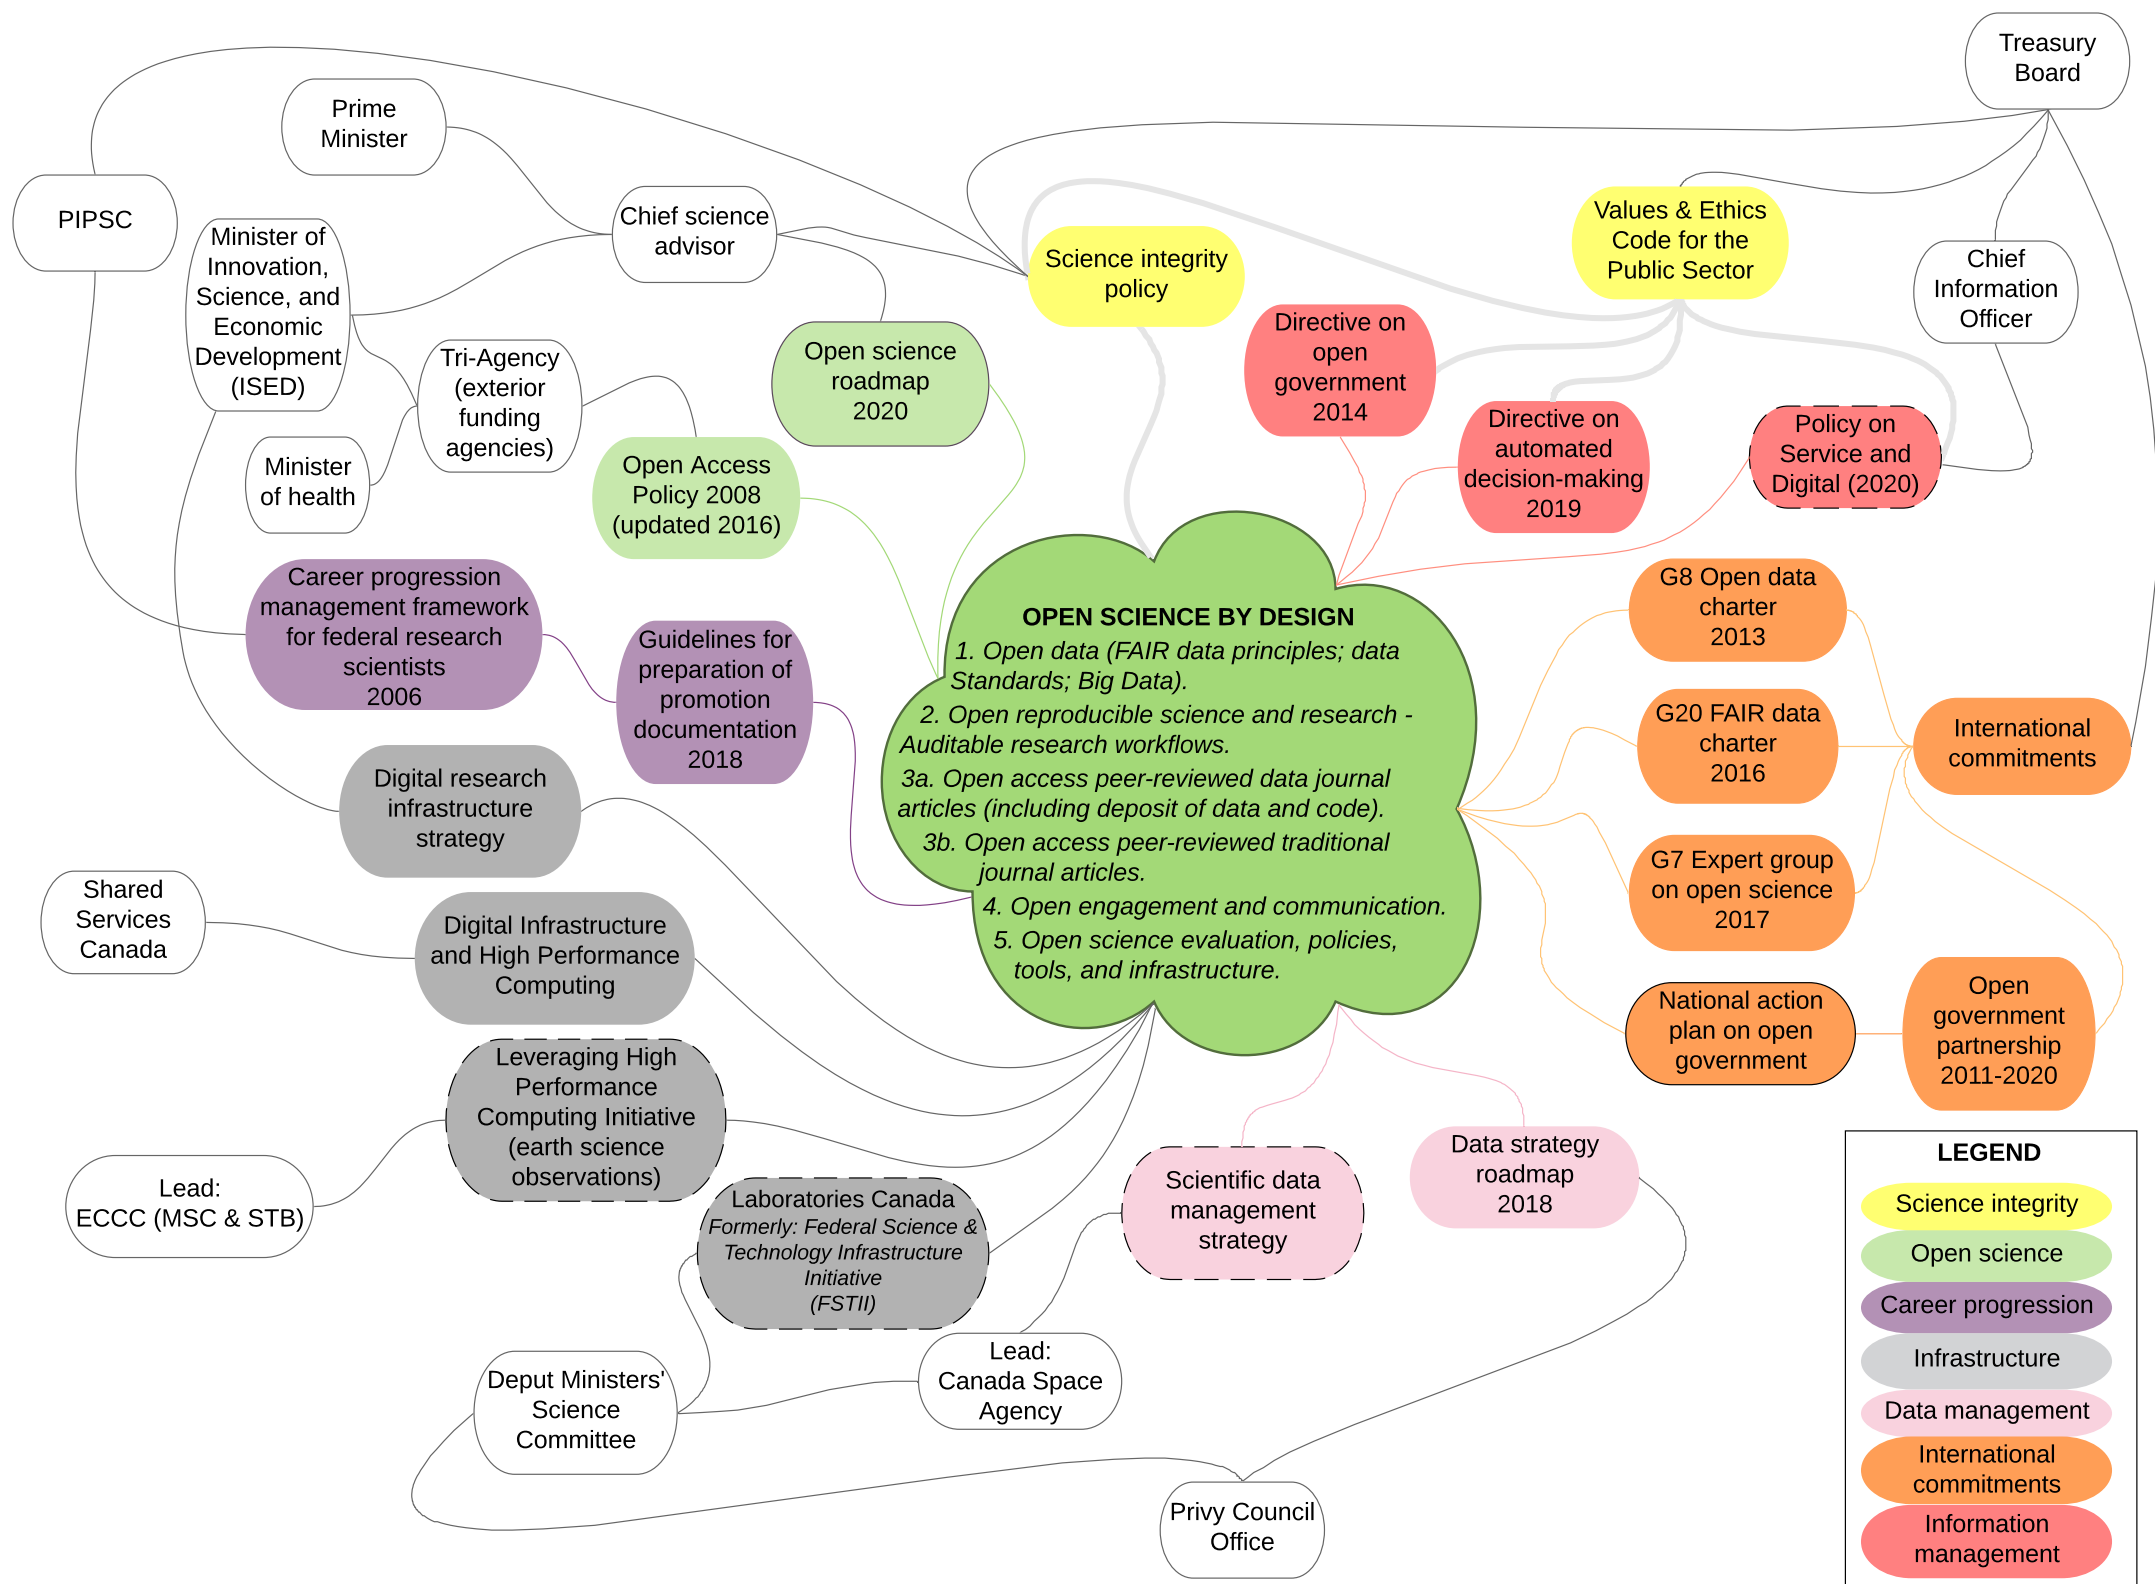 Treasury
Board
Prime
Minister
PIPSC
Chief science
advisor
Minister of
Innovation,
Science, and
Economic
Development
(ISED)
Science integrity
policy
Values & Ethics
Code for the
Public Sector
Chief
Information
Officer
Tri-Agency
(exterior
funding
agencies)
Open science
roadmap
2020
Directive on
open
government
2014
Directive on
automated
decision-making
2019
Policy on
Service and
Digital (2020)
Minister
of health
Open Access
Policy 2008
(updated 2016)
Career progression
management framework
for federal research
scientists
2006
Guidelines for
preparation of
promotion
documentation
2018
OPEN SCIENCE BY DESIGN
1. Open data (FAIR data principles; data
Standards; Big Data).
2. Open reproducible science and research -
Auditable research workflows.
3a. Open access peer-reviewed data journal
articles (including deposit of data and code).
3b. Open access peer-reviewed traditional
journal articles.
4. Open engagement and communication.
5. Open science evaluation, policies,
tools, and infrastructure.
G8 Open data
charter
2013
G20 FAIR data
charter
2016
International
commitments
G7 Expert group
on open science
2017
National action
plan on open
government
Open
government
partnership
2011-2020
Digital research
infrastructure
strategy
Shared
Services
Canada
Digital Infrastructure
and High Performance
Computing
Leveraging High
Performance
Computing Initiative
(earth science
observations)
Lead:
ECCC (MSC & STB)
Laboratories Canada
Formerly: Federal Science &
Technology Infrastructure
Initiative
(FSTII)
Scientific data
management
strategy
Data strategy
roadmap
2018
Deput Ministers'
Science
Committee
Lead:
Canada Space
Agency
Privy Council
Office
LEGEND
Science integrity
Open science
Career progression
Infrastructure
Data management
International
commitments
Information
management